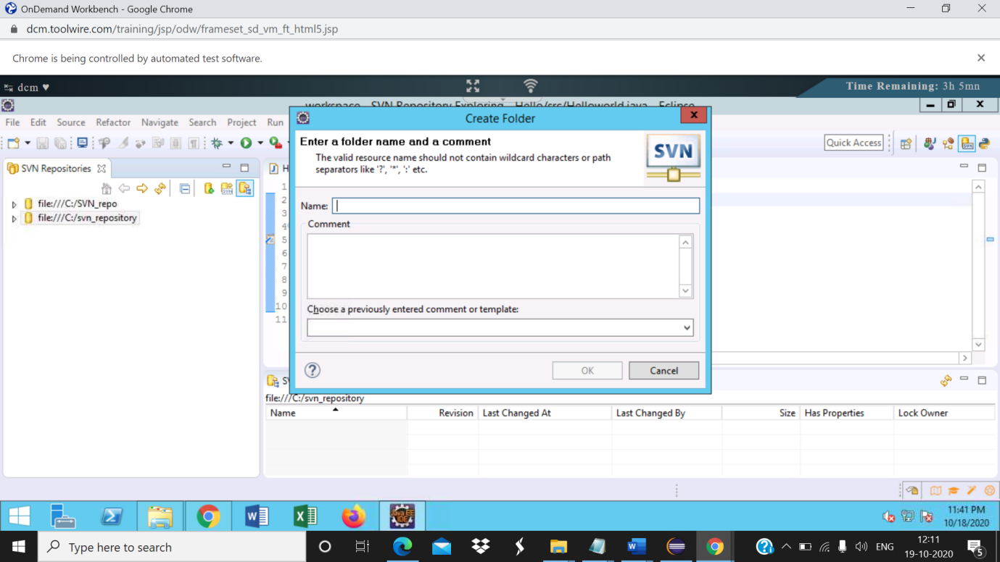 OnDemand Workbench - Google Chrome
dcm.toolwire.com/training/jsp/odw/frameset_sd_vm_ft_html5.jsp
Chrome is being controlled by automated test software.
dcm ♥
Time Remaining: 3h 5mn
workspace - SVN Repository Exploring - Hello/src/Helloworld.java - Eclipse
File Edit Source Refactor Navigate Search Project Run
Quick Access
SVN Repositories
file:///C:/SVN_repo
file:///C:/svn_repository
H
1
2
3
4
5
6
7
8
9
10
11
Create Folder
Enter a folder name and a comment
The valid resource name should not contain wildcard characters or path
separators like '?', '*', ':' etc.
SVN
Name:
Comment
Choose a previously entered comment or template:
?
OK
Cancel
file:///C:/svn_repository
Name Revision Last Changed At Last Changed By Size Has Properties Lock Owner
Java EE
IDE
11:41 PM
10/18/2020
Type here to search
ENG
12:11
19-10-2020
5